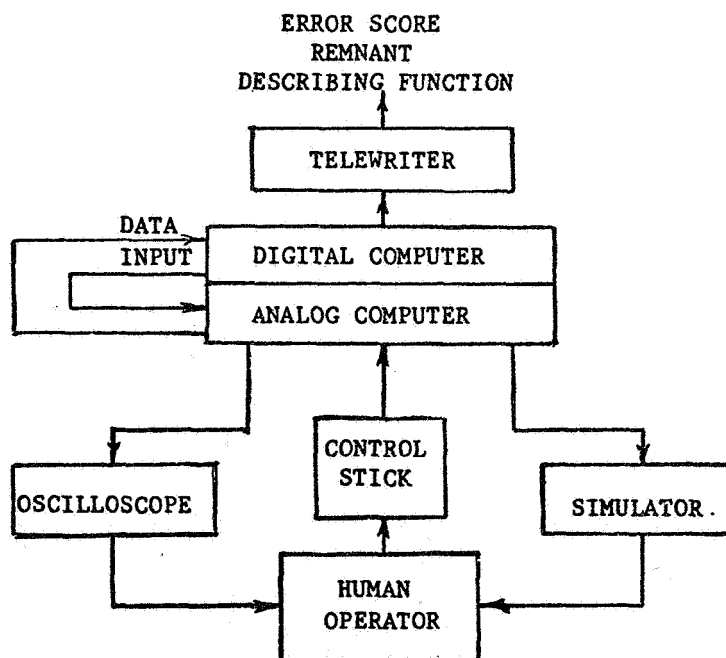 ERROR SCORE
REMNANT
DESCRIBING FUNCTION
TELEWRITER
DATA
INPUT
DIGITAL COMPUTER
ANALOG COMPUTER
CONTROL
STICK
OSCILLOSCOPE
SIMULATOR.
HUMAN
OPERATOR